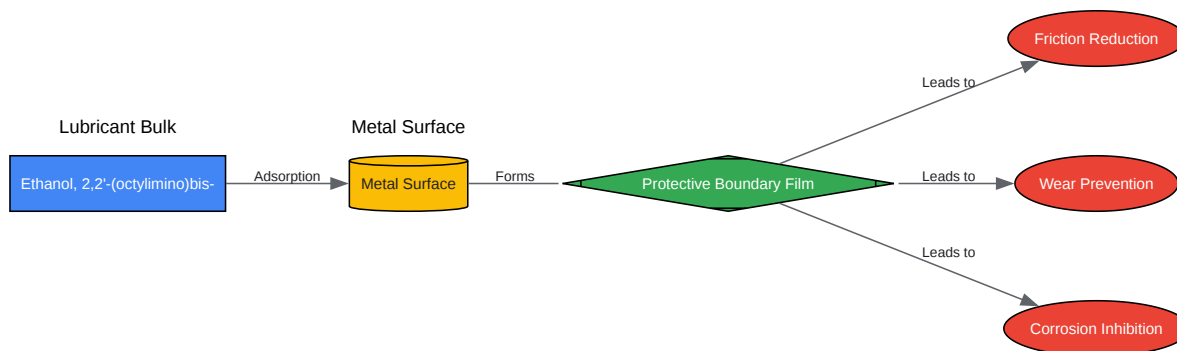 Friction Reduction
Leads to
Lubricant Bulk
Metal Surface
Ethanol, 2,2'-(octylimino)bis-
Adsorption
Metal Surface
Forms
Protective Boundary Film
Leads to
Wear Prevention
Leads to
Corrosion Inhibition